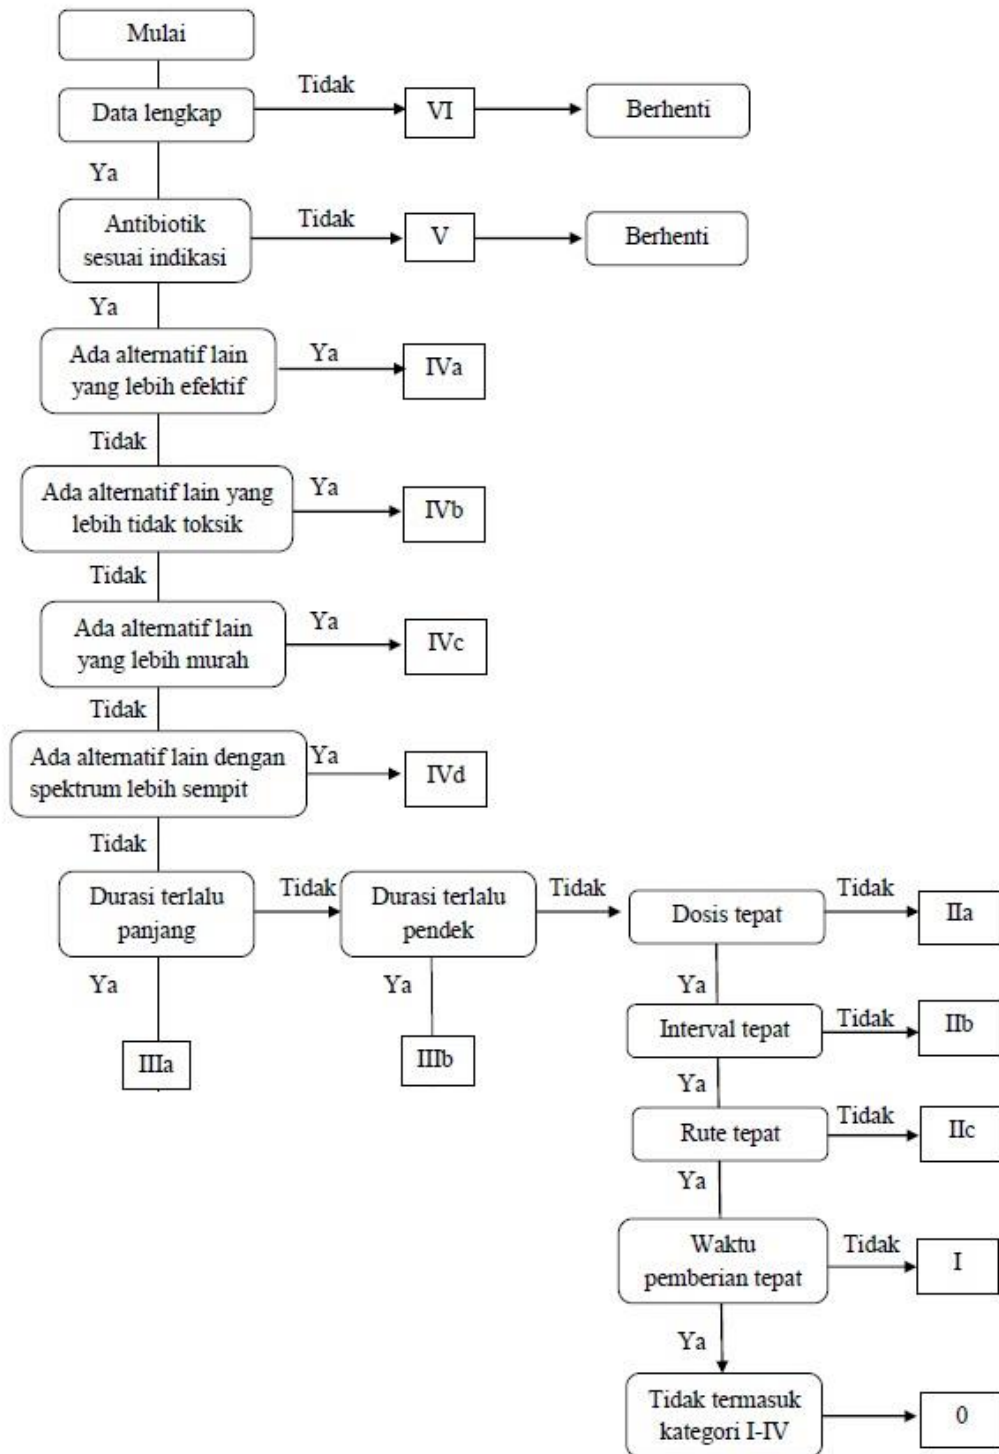 Mulai
Tidak
Data lengkap
VI
Berhenti
Ya
Antibiotik
sesuai indikasi
Tidak
V
Berhenti
Ya
Ada alternatif lain
yang lebih efektif
Ya
IVa
Tidak
Ada alternatif lain yang
lebih tidak toksik
Ya
IVb
Tidak
Ada alternatif lain
yang lebih murah
Ya
IVc
Tidak
Ada alternatif lain dengan
spektrum lebih sempit
Ya
IVd
Tidak
Durasi terlalu
panjang
Tidak
Durasi terlalu
pendek
Tidak
Dosis tepat
Tidak
IIa
Ya
Ya
Ya
IIIa
IIIb
Interval tepat
Tidak
IIb
Ya
Rute tepat
Tidak
IIc
Ya
Waktu
pemberian tepat
Tidak
I
Ya
Tidak termasuk
kategori I-IV
0